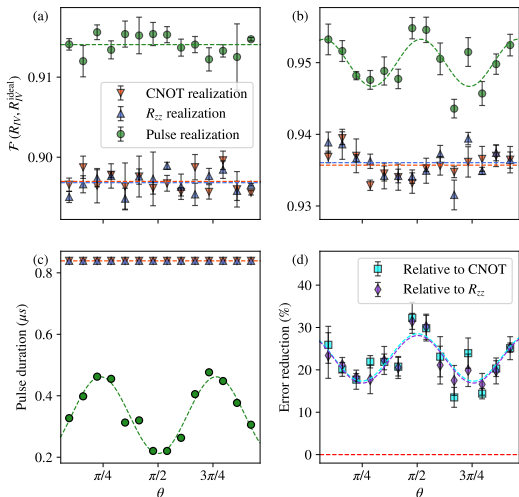 (a)
0.91
0.90
F (R_IV, R_IV^ideal)
CNOT realization
R_zz realization
Pulse realization
(b)
0.95
0.94
0.93
(c)
0.8
0.6
0.4
0.2
Pulse duration (μs)
π/4
π/2
3π/4
θ
(d)
40
30
20
10
0
Error reduction (%)
Relative to CNOT
Relative to R_zz
π/4
π/2
3π/4
θ